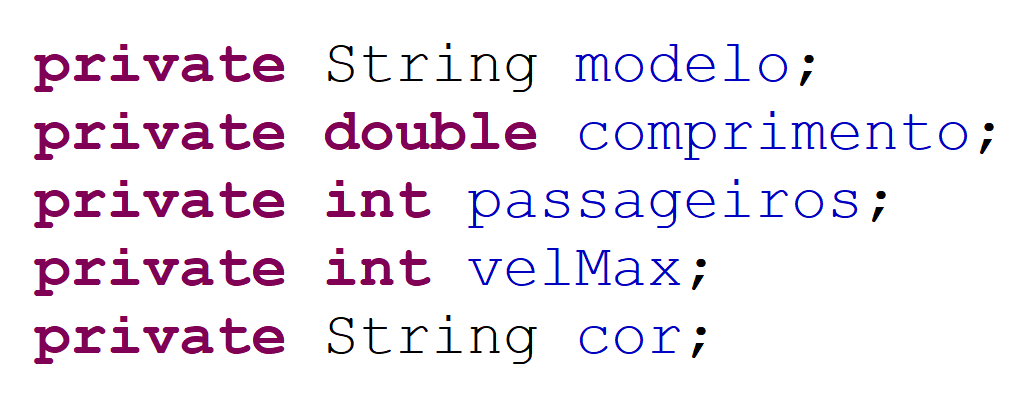 private String modelo;
private double comprimento;
private int passageiros;
private int velMax;
private String cor;